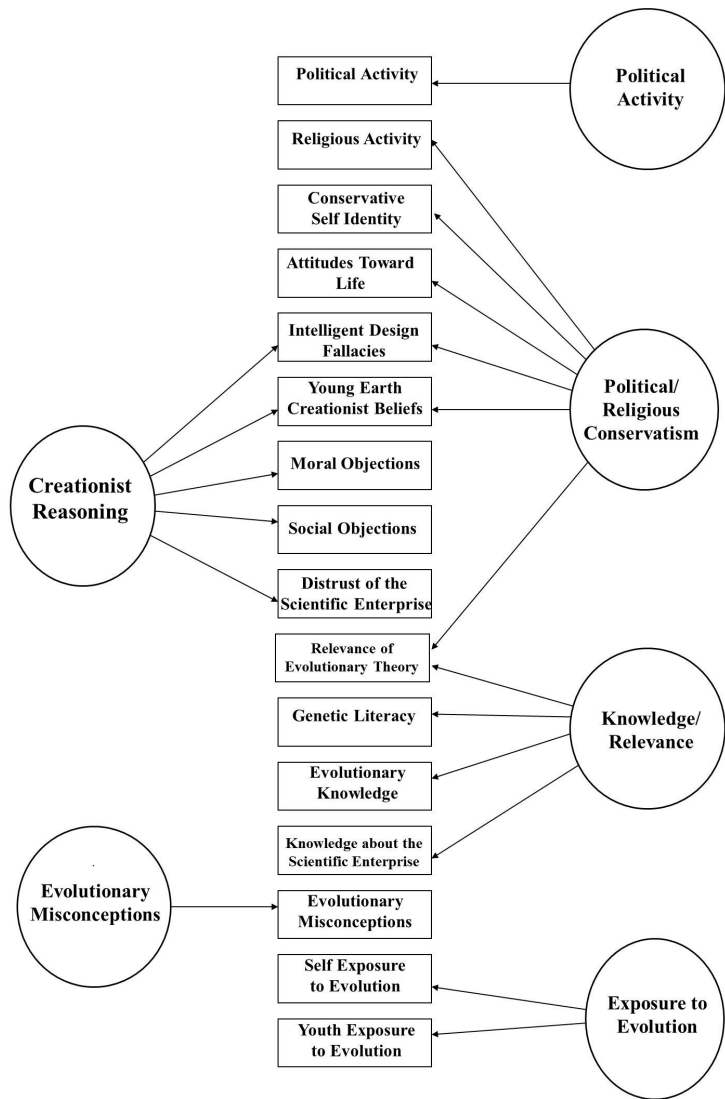 Political Activity
Political
Activity
Religious Activity
Conservative
Self Identity
Attitudes Toward
Life
Intelligent Design
Fallacies
Young Earth
Creationist Beliefs
Political/
Religious
Conservatism
Moral Objections
Creationist
Reasoning
Social Objections
Distrust of the
Scientific Enterprise
Relevance of
Evolutionary Theory
Genetic Literacy
Knowledge/
Relevance
Evolutionary
Knowledge
Knowledge about the
Scientific Enterprise
Evolutionary
Misconceptions
Evolutionary
Misconceptions
Self Exposure
to Evolution
Exposure to
Evolution
Youth Exposure
to Evolution